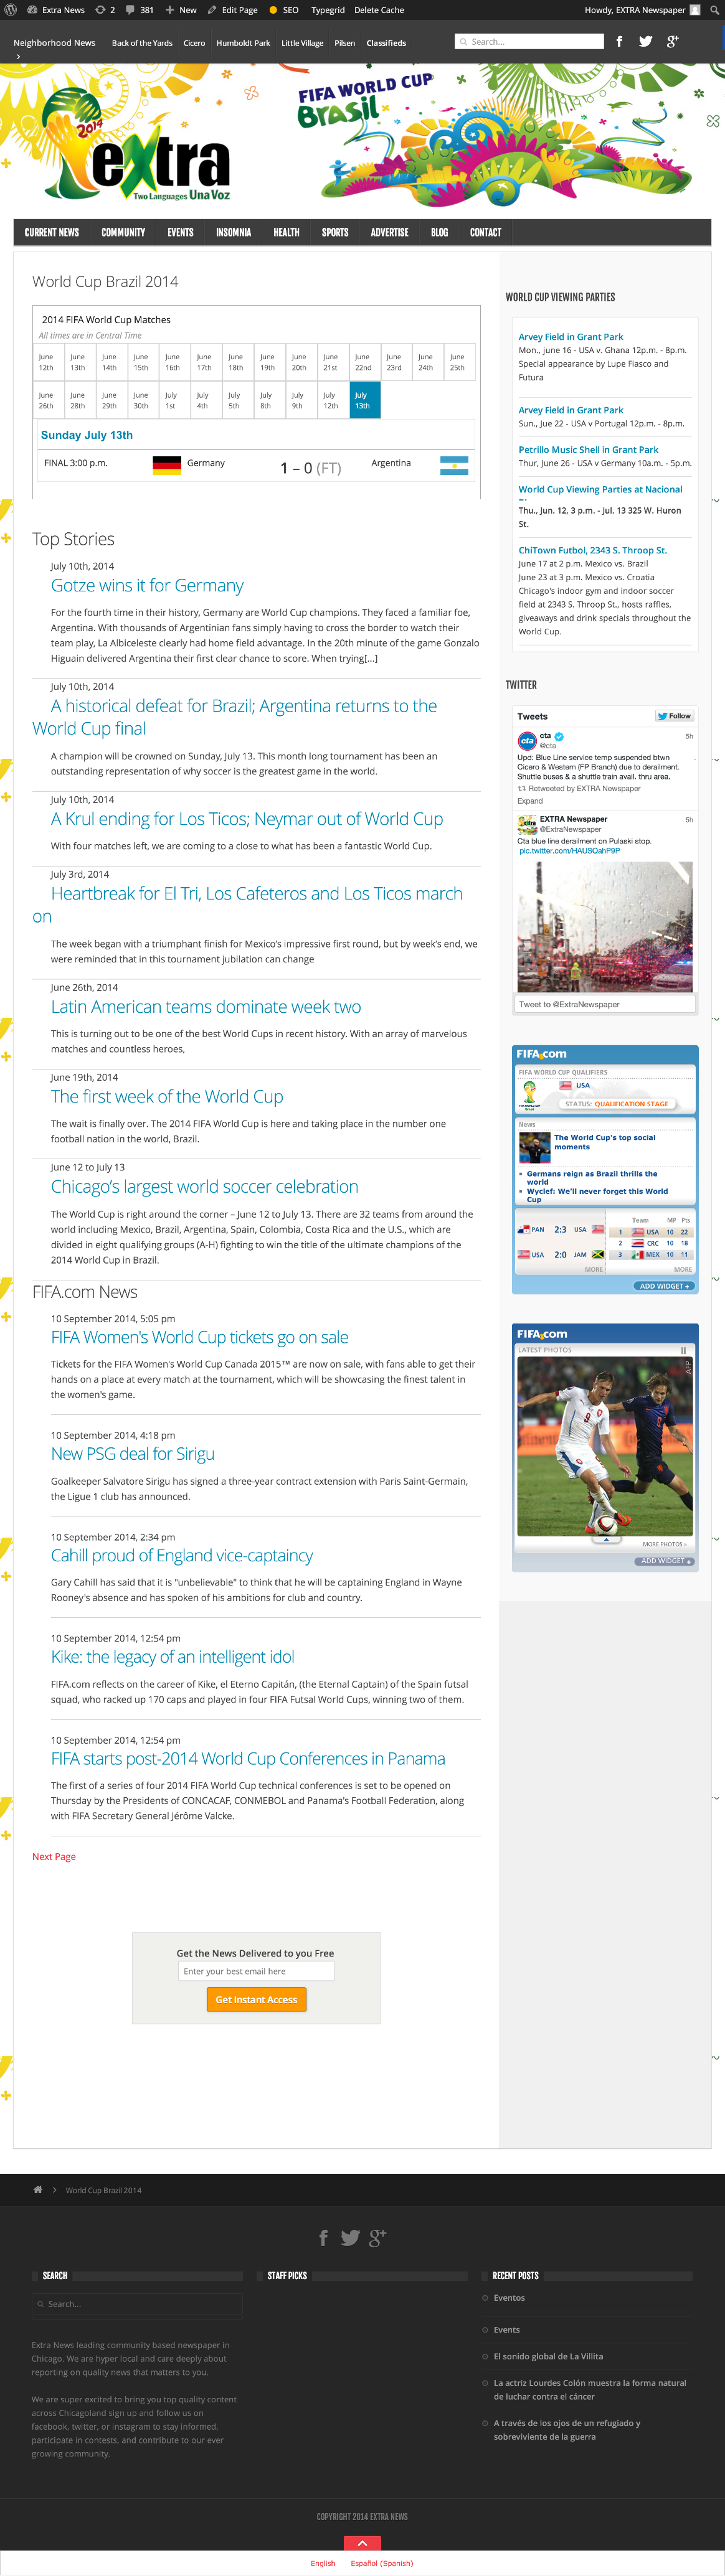 Extra News 2 381 New Edit Page SEO Typegrid Delete Cache Howdy, EXTRA Newspaper
Neighborhood News Back of the Yards Cicero Humboldt Park Little Village Pilsen Classifieds
Search...
FIFA WORLD CUP
Brasil
2014
extra
Two Languages Una Voz
CURRENT NEWS COMMUNITY EVENTS INSOMNIA HEALTH SPORTS ADVERTISE BLOG CONTACT
World Cup Brazil 2014
2014 FIFA World Cup Matches
All times are in Central Time
June 12th June 13th June 14th June 15th June 16th June 17th June 18th June 19th June 20th June 21st June 22nd June 23rd June 24th June 25th
June 26th June 28th June 29th June 30th July 1st July 4th July 5th July 8th July 9th July 12th July 13th
Sunday July 13th
FINAL 3:00 p.m. Germany 1 – 0 (FT) Argentina
Top Stories
July 10th, 2014
Gotze wins it for Germany
For the fourth time in their history, Germany are World Cup champions. They faced a familiar foe,
Argentina. With thousands of Argentinian fans simply having to cross the border to watch their
team play, La Albiceleste clearly had home field advantage. In the 20th minute of the game Gonzalo
Higuain delivered Argentina their first clear chance to score. When trying[...]
July 10th, 2014
A historical defeat for Brazil; Argentina returns to the
World Cup final
A champion will be crowned on Sunday, July 13. This month long tournament has been an
outstanding representation of why soccer is the greatest game in the world.
July 10th, 2014
A Krul ending for Los Ticos; Neymar out of World Cup
With four matches left, we are coming to a close to what has been a fantastic World Cup.
July 3rd, 2014
Heartbreak for El Tri, Los Cafeteros and Los Ticos march
on
The week began with a triumphant finish for Mexico's impressive first round, but by week's end, we
were reminded that in this tournament jubilation can change
June 26th, 2014
Latin American teams dominate week two
This is turning out to be one of the best World Cups in recent history. With an array of marvelous
matches and countless heroes,
June 19th, 2014
The first week of the World Cup
The wait is finally over. The 2014 FIFA World Cup is here and taking place in the number one
football nation in the world, Brazil.
June 12 to July 13
Chicago's largest world soccer celebration
The World Cup is right around the corner – June 12 to July 13. There are 32 teams from around the
world including Mexico, Brazil, Argentina, Spain, Colombia, Costa Rica and the U.S., which are
divided in eight qualifying groups (A-H) fighting to win the title of the ultimate champions of the
2014 World Cup in Brazil.
FIFA.com News
10 September 2014, 5:05 pm
FIFA Women's World Cup tickets go on sale
Tickets for the FIFA Women's World Cup Canada 2015™ are now on sale, with fans able to get their
hands on a place at every match at the tournament, which will be showcasing the finest talent in
the women's game.
10 September 2014, 4:18 pm
New PSG deal for Sirigu
Goalkeeper Salvatore Sirigu has signed a three-year contract extension with Paris Saint-Germain,
the Ligue 1 club has announced.
10 September 2014, 2:34 pm
Cahill proud of England vice-captaincy
Gary Cahill has said that it is "unbelievable" to think that he will be captaining England in Wayne
Rooney's absence and has spoken of his ambitions for club and country.
10 September 2014, 12:54 pm
Kike: the legacy of an intelligent idol
FIFA.com reflects on the career of Kike, el Eterno Capitán, (the Eternal Captain) of the Spain futsal
squad, who racked up 170 caps and played in four FIFA Futsal World Cups, winning two of them.
10 September 2014, 12:54 pm
FIFA starts post-2014 World Cup Conferences in Panama
The first of a series of four 2014 FIFA World Cup technical conferences is set to be opened on
Thursday by the Presidents of CONCACAF, CONMEBOL and Panama's Football Federation, along
with FIFA Secretary General Jérôme Valcke.
Next Page
Get the News Delivered to you Free
Enter your best email here
Get Instant Access
WORLD CUP VIEWING PARTIES
Arvey Field in Grant Park
Mon., june 16 - USA v. Ghana 12p.m. - 8p.m.
Special appearance by Lupe Fiasco and
Futura
Arvey Field in Grant Park
Sun., Jue 22 - USA v Portugal 12p.m. - 8p.m.
Petrillo Music Shell in Grant Park
Thur, June 26 - USA v Germany 10a.m. - 5p.m.
World Cup Viewing Parties at Nacional
Thu., Jun. 12, 3 p.m. - Jul. 13 325 W. Huron
St.
ChiTown Futbol, 2343 S. Throop St.
June 17 at 2 p.m. Mexico vs. Brazil
June 23 at 3 p.m. Mexico vs. Croatia
Chicago's indoor gym and indoor soccer
field at 2343 S. Throop St., hosts raffles,
giveaways and drink specials throughout the
World Cup.
TWITTER
Tweets Follow
cta
cta 5h
@cta
Upd: Blue Line service temp suspended btwn
Cicero & Western (FP Branch) due to derailment.
Shuttle buses & a shuttle train avail. thru area.
Retweeted by EXTRA Newspaper
Expand
EXTRA Newspaper 5h
@ExtraNewspaper
Cta blue line derailment on Pulaski stop.
pic.twitter.com/HAUSQahP9P
Tweet to @ExtraNewspaper
FIFA.com
FIFA WORLD CUP QUALIFIERS
USA
STATUS: QUALIFICATION STAGE
News
The World Cup's top social
moments
Germans reign as Brazil thrills the
world
Wyclef: We'll never forget this World
Cup
Team MP Pts
PAN 2:3 USA
1 USA 10 22
2 CRC 10 18
USA 2:0 JAM
3 MEX 10 11
MORE MORE
ADD WIDGET +
FIFA.com
LATEST PHOTOS
AFP
MORE PHOTOS »
ADD WIDGET +
World Cup Brazil 2014
SEARCH
Search...
Extra News leading community based newspaper in
Chicago. We are hyper local and care deeply about
reporting on quality news that matters to you.
We are super excited to bring you top quality content
across Chicagoland sign up and follow us on
facebook, twitter, or instagram to stay informed,
participate in contests, and contribute to our ever
growing community.
STAFF PICKS
RECENT POSTS
Eventos
Events
El sonido global de La Villita
La actriz Lourdes Colón muestra la forma natural
de luchar contra el cáncer
A través de los ojos de un refugiado y
sobreviviente de la guerra
COPYRIGHT 2014 EXTRA NEWS
English Español (Spanish)